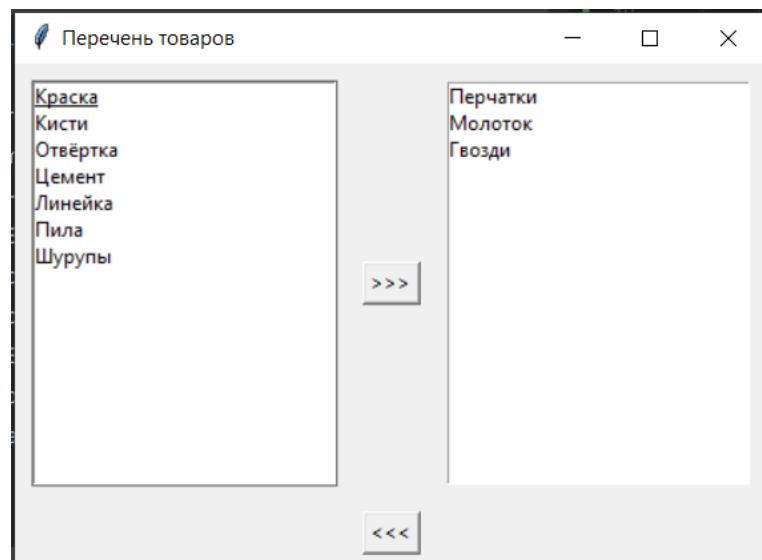 Перечень товаров
Краска
Кисти
Отвёртка
Цемент
Линейка
Пила
Шурупы
>>>
Перчатки
Молоток
Гвозди
<<<